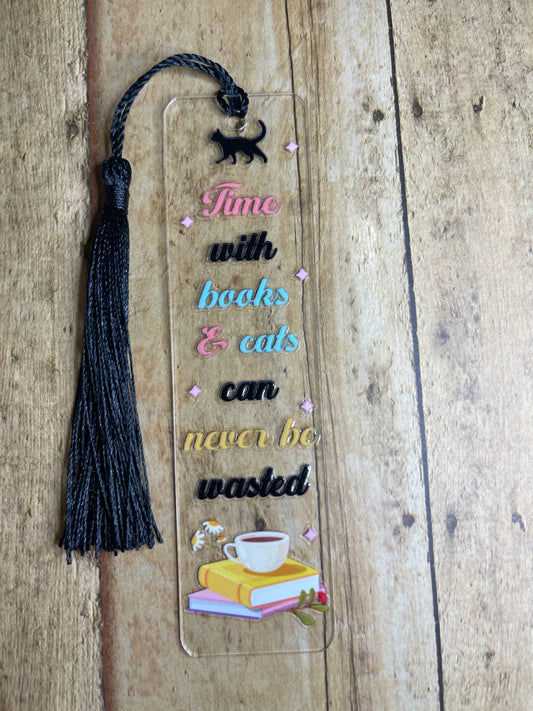 Time
with
books
& cats
can
never be
wasted